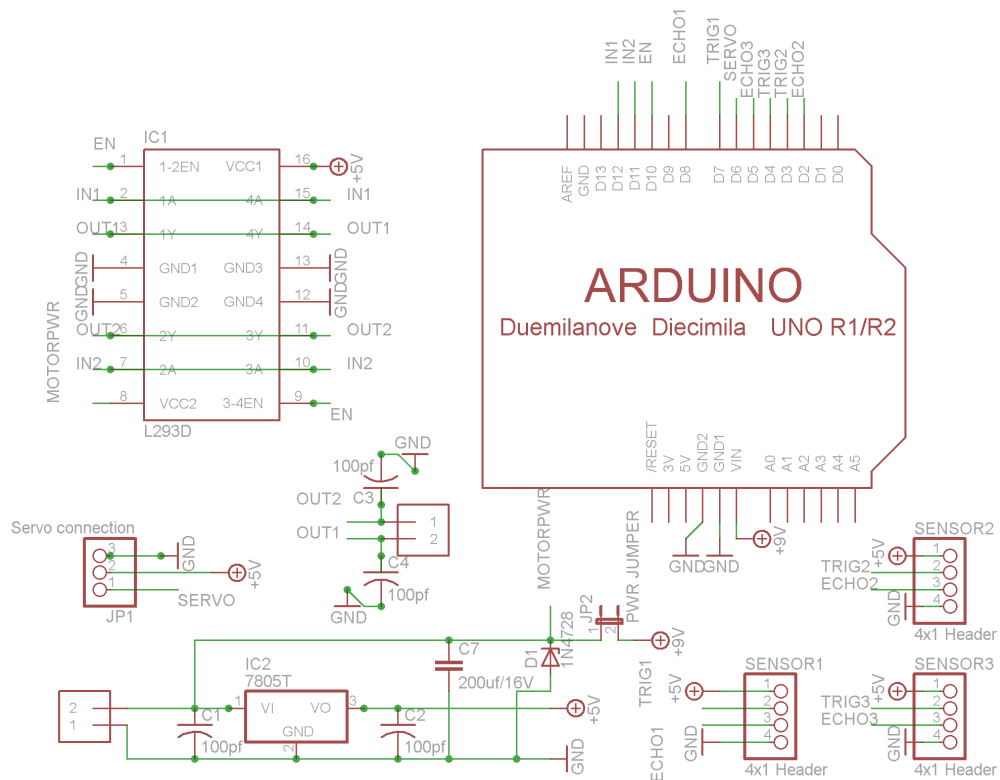 IN1
IN2
EN
ECHO1
TRIG1
SERVO
ECHO3
TRIG3
TRIG2
ECHO2
AREF
GND
D13
D12
D11
D10
D9
D8
D7
D6
D5
D4
D3
D2
D1
D0
ARDUINO
Duemilanove Diecimila UNO R1/R2
/RESET
3V
5V
GND2
GND1
VIN
A0
A1
A2
A3
A4
A5
GND
GND
+9V
EN
IC1
1 1-2EN VCC1 16 +5V
IN1 2 1A 4A 15 IN1
OUT1 3 1Y 4Y 14 OUT1
GND 4 GND1 GND3 13 GND
GND 5 GND2 GND4 12 GND
OUT2 6 2Y 3Y 11 OUT2
IN2 7 2A 3A 10 IN2
8 VCC2 3-4EN 9 EN
MOTORPWR
L293D
GND
100pf
C3
OUT2 1
OUT1 2
C4
100pf
GND
Servo connection
3 GND
2 +5V
1 SERVO
JP1
MOTORPWR
PWR JUMPER
JP2
1 2
+9V
D1
1N4728
C7
200uf/16V
IC2
7805T
1 VI VO 3
GND
2
+5V
2
1
C1
100pf
C2
100pf
GND
SENSOR2
+5V 1
TRIG2 2
ECHO2 3
GND 4
4x1 Header
SENSOR1
TRIG1
+5V 1
2
3
GND 4
ECHO1
4x1 Header
SENSOR3
+5V 1
TRIG3 2
ECHO3 3
GND 4
4x1 Header